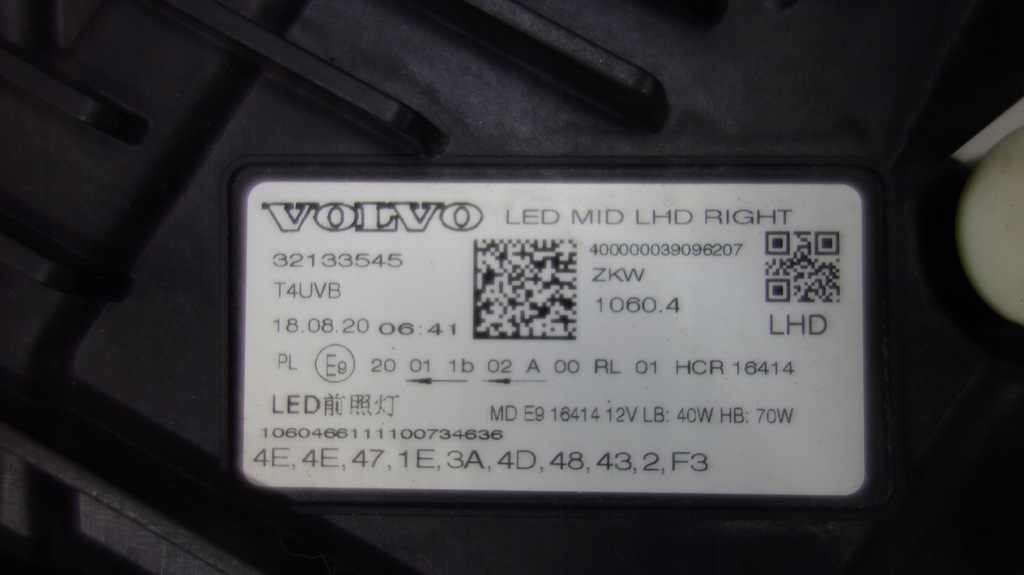 VOLVO LED MID LHD RIGHT
32133545
400000039096207
T4UVB
ZKW
1060.4
18.08.20 06:41
LHD
PL E9 20 01 1b 02 A 00 RL 01 HCR 16414
LED前照灯
MD E9 16414 12V LB: 40W HB: 70W
1060466111100734636
4E, 4E, 47, 1E, 3A, 4D, 48, 43, 2, F3